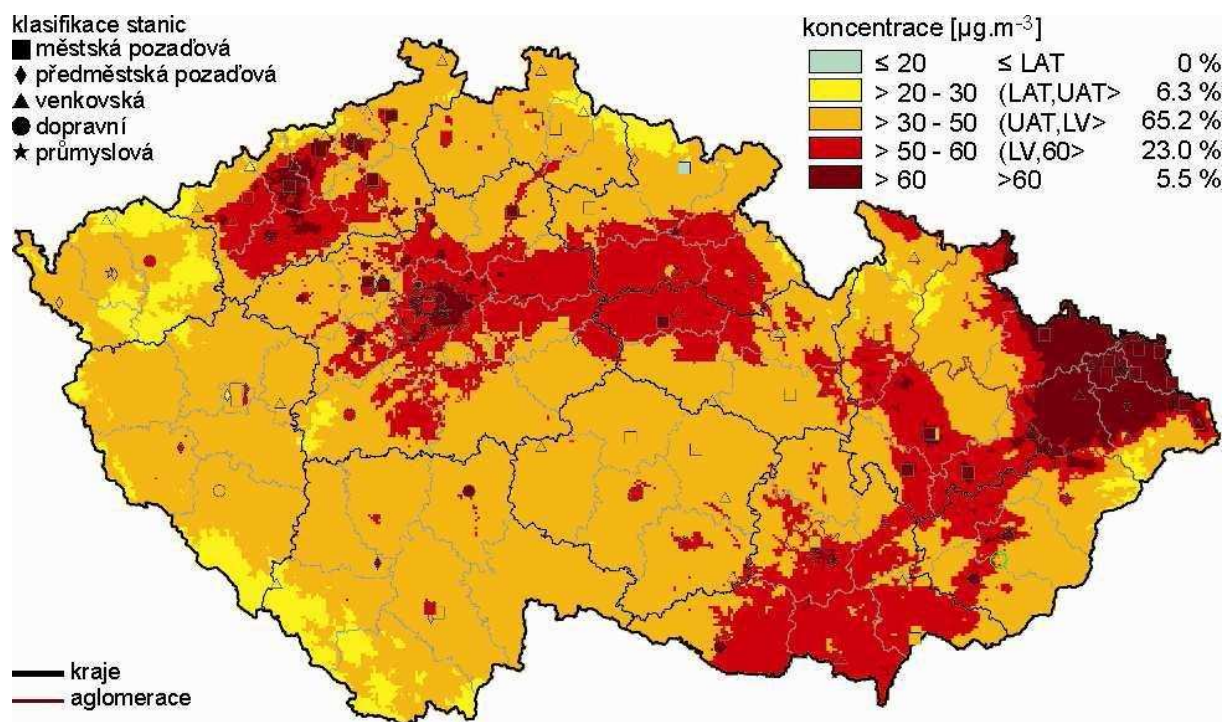 klasifikace stanic
městská pozaďová
předměstská pozaďová
venkovská
dopravní
průmyslová
koncentrace [µg.m⁻³]
≤ 20 ≤ LAT 0 %
> 20 - 30 (LAT,UAT> 6.3 %
> 30 - 50 (UAT,LV> 65.2 %
> 50 - 60 (LV,60> 23.0 %
> 60 >60 5.5 %
kraje
aglomerace